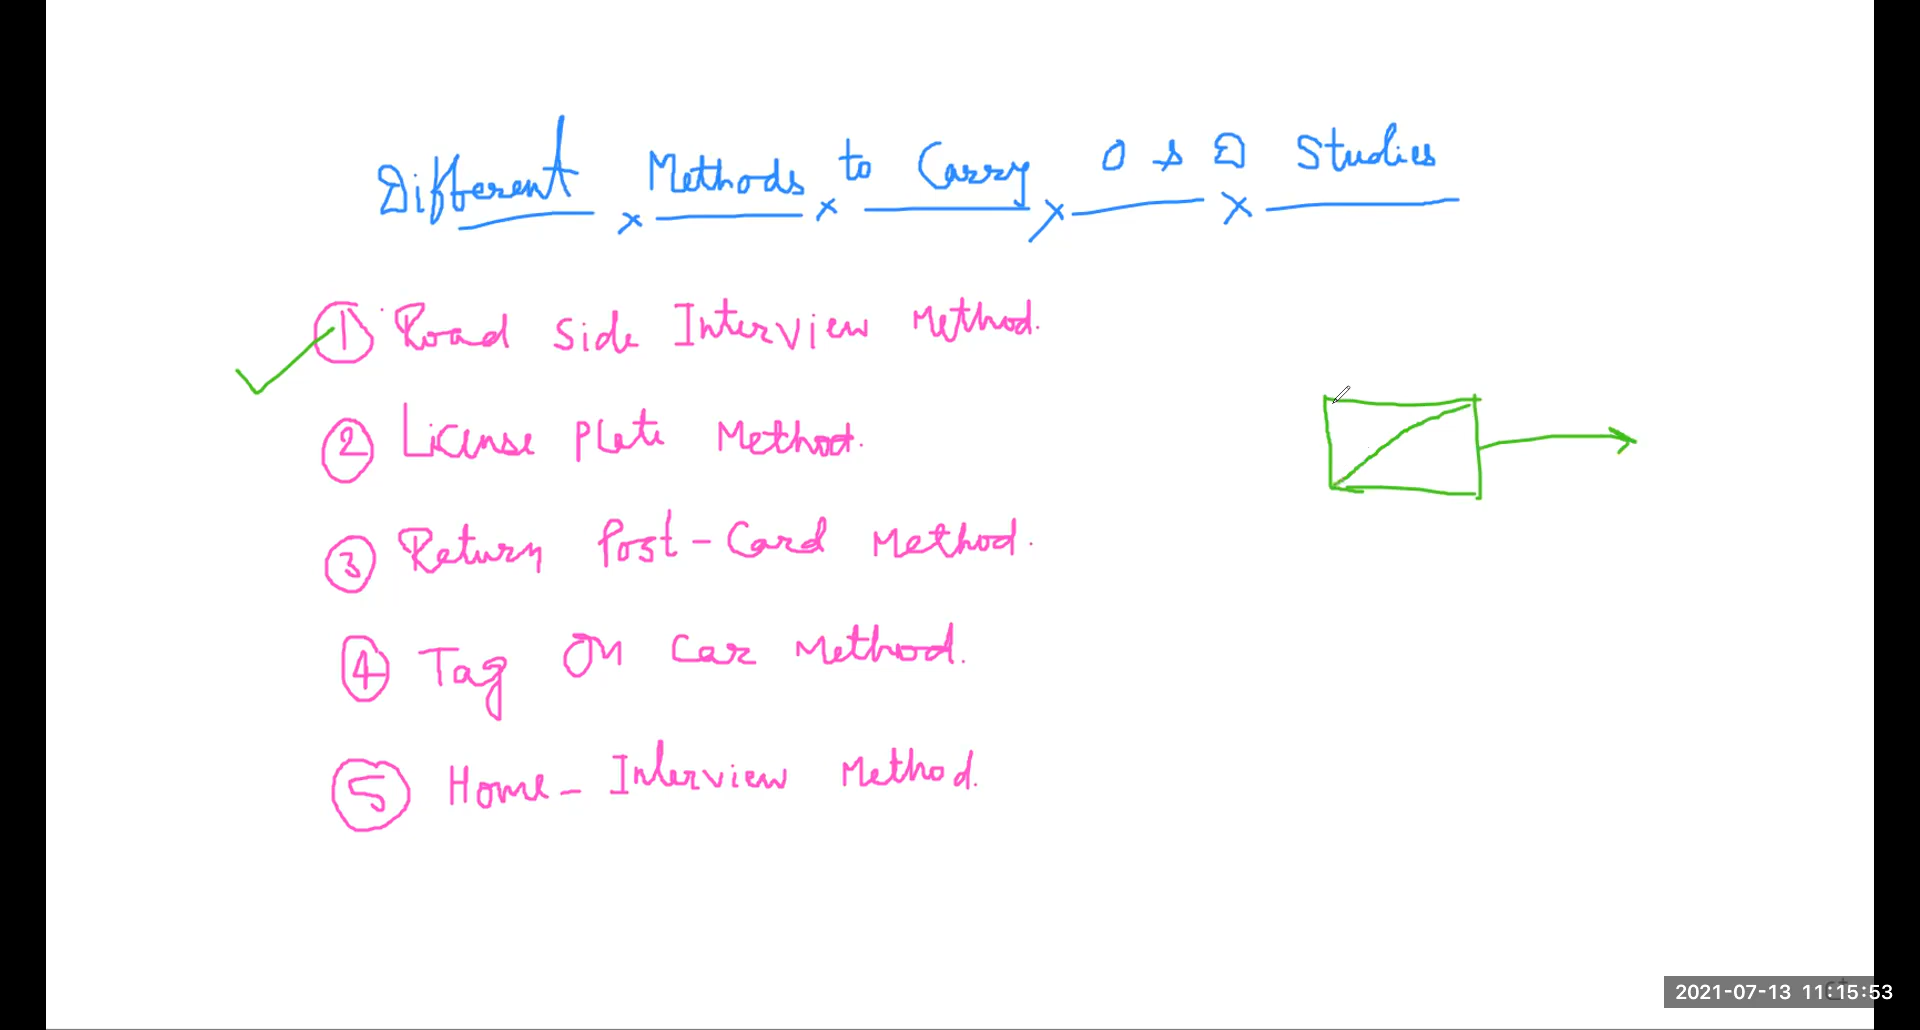 Different Methods to Carry O & D Studies
① Road Side Interview Method.
② License Plate Method.
③ Return Post-Card Method.
④ Tag On Car Method.
⑤ Home-Interview Method.
2021-07-13 11:15:53